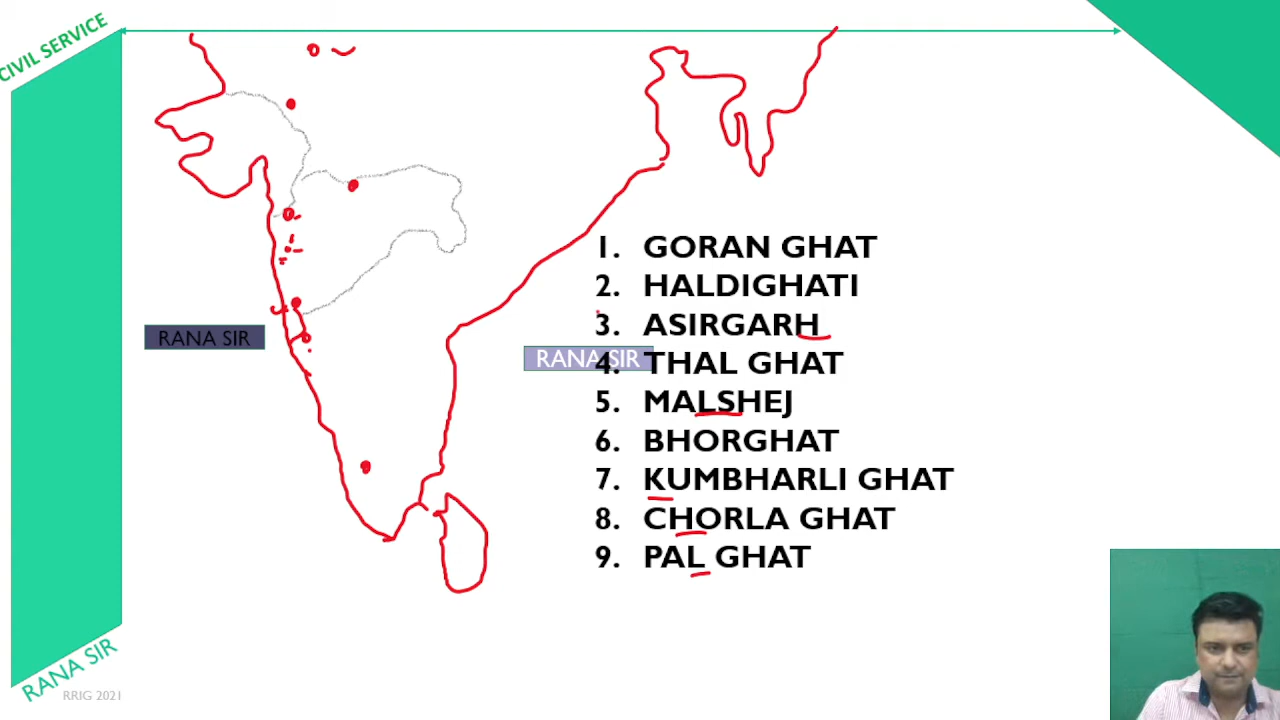 CIVIL SERVICE
1. GORAN GHAT
2. HALDIGHATI
3. ASIRGARH
RANA SIR
RANA SIR
4. THAL GHAT
5. MALSHEJ
6. BHORGHAT
7. KUMBHARLI GHAT
8. CHORLA GHAT
9. PAL GHAT
RANA SIR
RRIG 2021